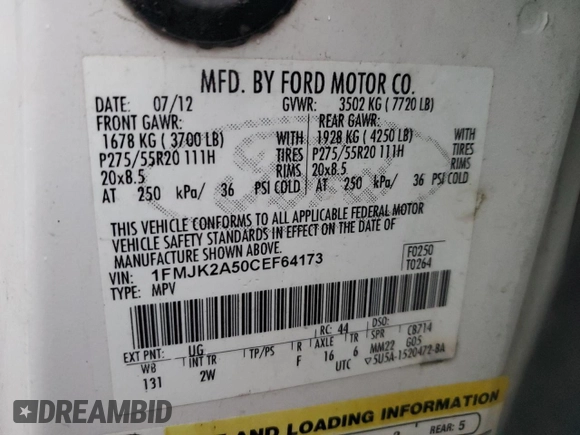 MFD. BY FORD MOTOR CO.
DATE: 07/12 GVWR: 3502 KG ( 7720 LB)
FRONT GAWR: REAR GAWR:
1678 KG ( 3700 LB) WITH 1928 KG ( 4250 LB) WITH
P275/55R20 111H TIRES P275/55R20 111H TIRES
20x8.5 RIMS 20x8.5 RIMS
AT 250 kPa/ 36 PSI COLD AT 250 kPa/ 36 PSI COLD
THIS VEHICLE CONFORMS TO ALL APPLICABLE FEDERAL MOTOR
VEHICLE SAFETY STANDARDS IN EFFECT ON THE DATE OF
MANUFACTURE SHOWN ABOVE.
VIN: 1FMJK2A50CEF64173 F0250
TYPE: MPV T0264
RC: 44 DSO:
EXT PNT: UG R AXLE TR SPR C8714
WB INT TR TP/PS F 16 6 MM22 G05
131 2W UTC ▽5U5A-1520472-BA
AND LOADING INFORMATION
REAR: 5
DREAMBID